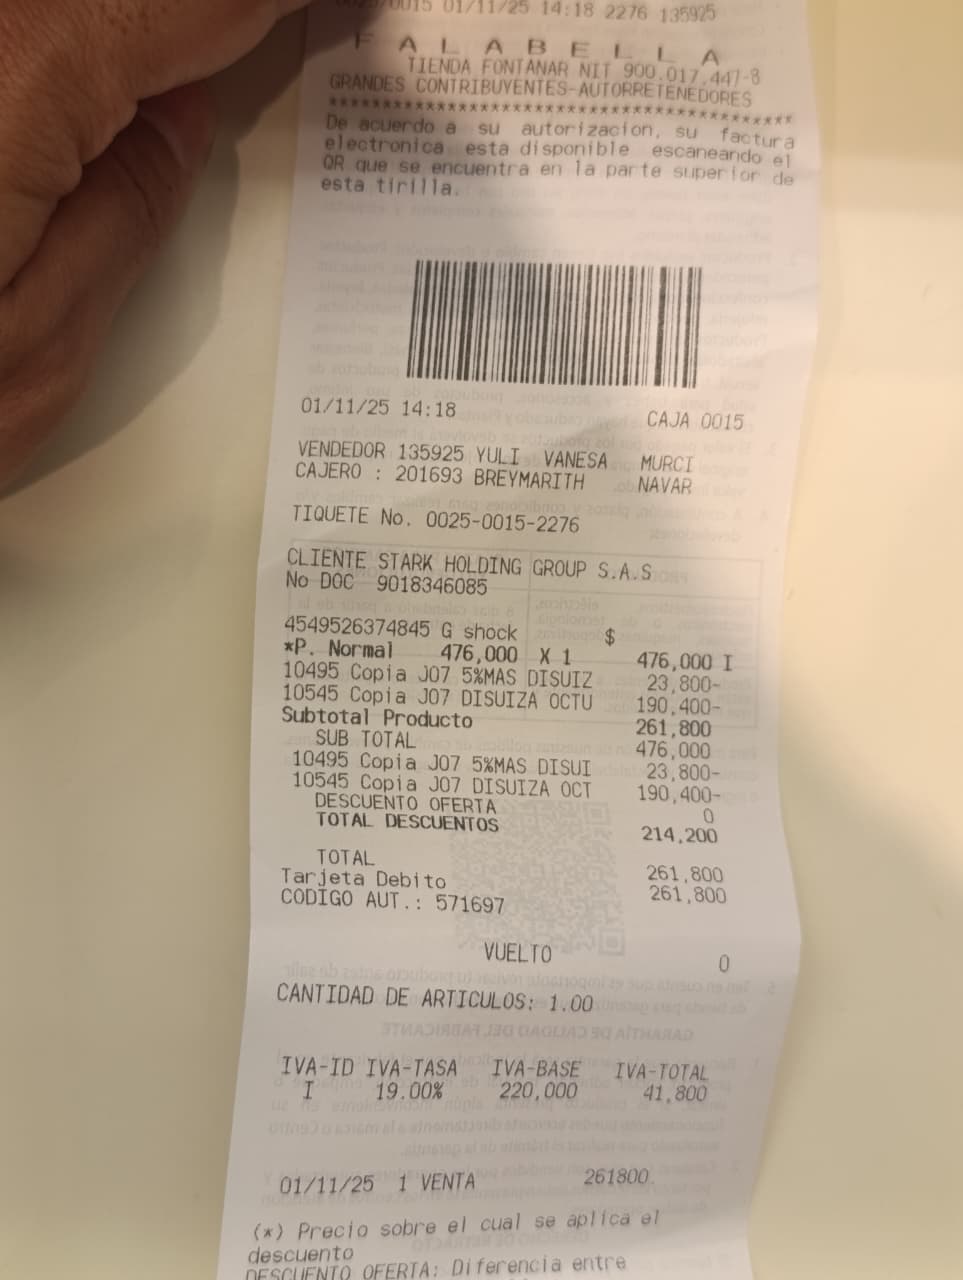 0025/0015 01/11/25 14:18 2276 135925
F A L A B E L L A
TIENDA FONTANAR NIT 900.017.447-8
GRANDES CONTRIBUYENTES-AUTORRETENEDORES
*******************************************
De acuerdo a su autorizacion, su factura
electronica esta disponible escaneando el
QR que se encuentra en la parte superior de
esta tirilla.
01/11/25 14:18 CAJA 0015
VENDEDOR 135925 YULI VANESA MURCI
CAJERO : 201693 BREYMARITH NAVAR
TIQUETE No. 0025-0015-2276
CLIENTE STARK HOLDING GROUP S.A.S
No DOC 9018346085
4549526374845 G shock $
*P. Normal 476,000 X 1 476,000 I
10495 Copia J07 5%MAS DISUIZ 23,800-
10545 Copia J07 DISUIZA OCTU 190,400-
Subtotal Producto 261,800
SUB TOTAL 476,000
10495 Copia J07 5%MAS DISUI 23,800-
10545 Copia J07 DISUIZA OCT 190,400-
DESCUENTO OFERTA 0
TOTAL DESCUENTOS 214,200
TOTAL 261,800
Tarjeta Debito 261,800
CODIGO AUT.: 571697
VUELTO 0
CANTIDAD DE ARTICULOS: 1.00
IVA-ID IVA-TASA IVA-BASE IVA-TOTAL
I 19.00% 220,000 41,800
01/11/25 1 VENTA 261800
(*) Precio sobre el cual se aplica el
descuento
DESCUENTO OFERTA: Diferencia entre